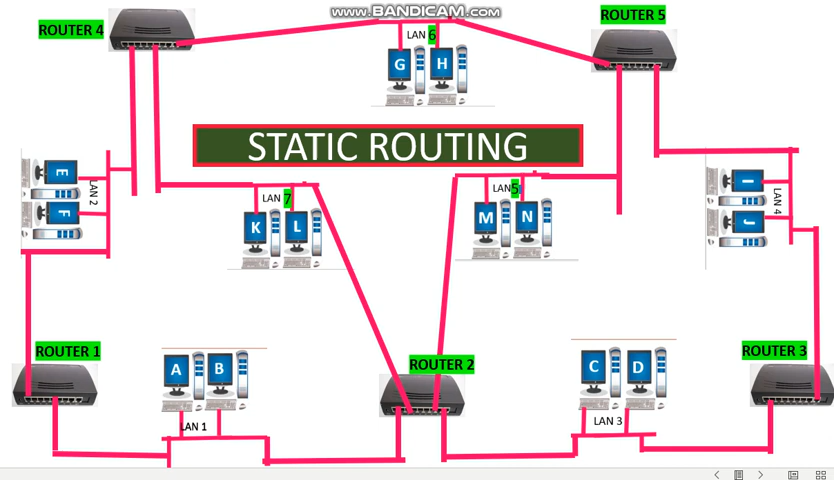 WWW.BANDICAM.COM
ROUTER 4
ROUTER 5
LAN 6
G
H
STATIC ROUTING
E
F
LAN 2
LAN 7
K
L
LAN 5
M
N
I
J
LAN 4
ROUTER 1
A
B
LAN 1
ROUTER 2
C
D
LAN 3
ROUTER 3